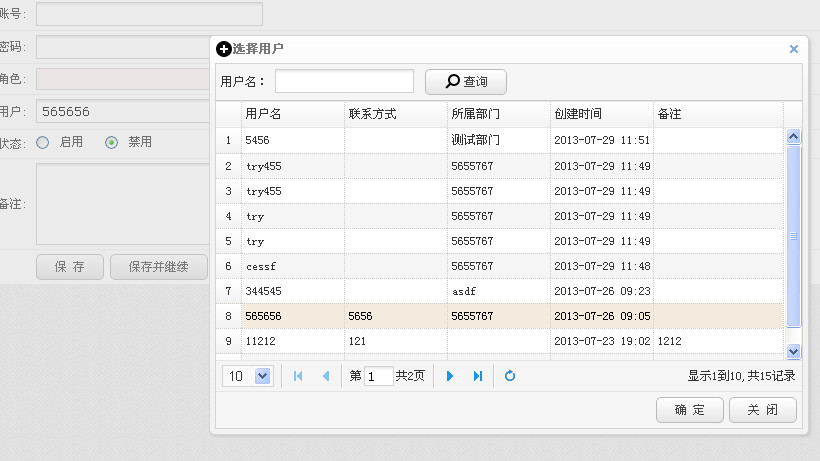 账号:
密码:
角色:
用户: 565656
状态: 启用 禁用
备注:
保 存 保存并继续
选择用户
用户名: 查询
用户名 联系方式 所属部门 创建时间 备注
1 5456 测试部门 2013-07-29 11:51
2 try455 5655767 2013-07-29 11:49
3 try455 5655767 2013-07-29 11:49
4 try 5655767 2013-07-29 11:49
5 try 5655767 2013-07-29 11:49
6 cessf 5655767 2013-07-29 11:48
7 344545 asdf 2013-07-26 09:23
8 565656 5656 5655767 2013-07-26 09:05
9 11212 121 2013-07-23 19:02 1212
10 第 1 共2页 显示1到10,共15记录
确 定 关 闭